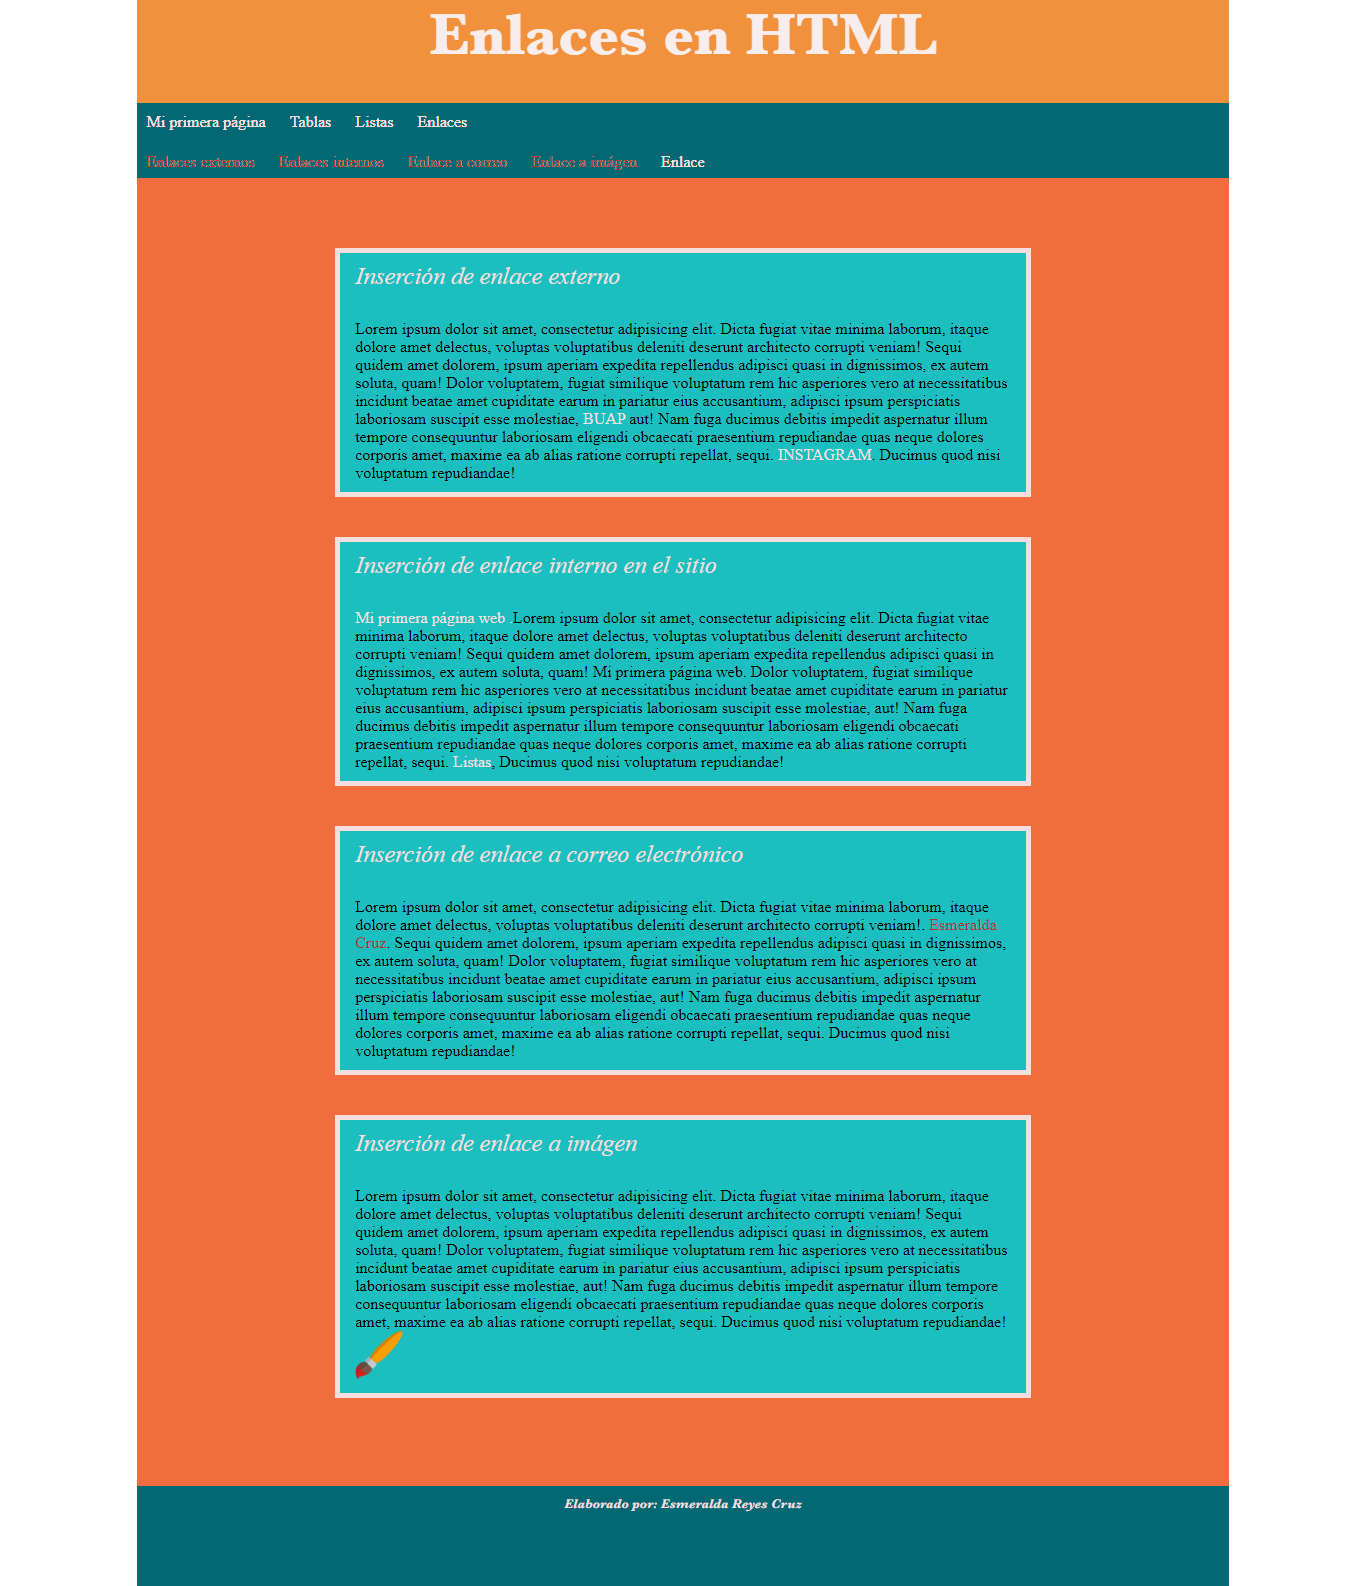 Enlaces en HTML
Mi primera página Tablas Listas Enlaces
Enlaces externos Enlaces internos Enlace a correo Enlace a imágen Enlace
Inserción de enlace externo
Lorem ipsum dolor sit amet, consectetur adipisicing elit. Dicta fugiat vitae minima laborum, itaque
dolore amet delectus, voluptas voluptatibus deleniti deserunt architecto corrupti veniam! Sequi
quidem amet dolorem, ipsum aperiam expedita repellendus adipisci quasi in dignissimos, ex autem
soluta, quam! Dolor voluptatem, fugiat similique voluptatum rem hic asperiores vero at necessitatibus
incidunt beatae amet cupiditate earum in pariatur eius accusantium, adipisci ipsum perspiciatis
laboriosam suscipit esse molestiae, BUAP aut! Nam fuga ducimus debitis impedit aspernatur illum
tempore consequuntur laboriosam eligendi obcaecati praesentium repudiandae quas neque dolores
corporis amet, maxime ea ab alias ratione corrupti repellat, sequi. INSTAGRAM. Ducimus quod nisi
voluptatum repudiandae!
Inserción de enlace interno en el sitio
Mi primera página web .Lorem ipsum dolor sit amet, consectetur adipisicing elit. Dicta fugiat vitae
minima laborum, itaque dolore amet delectus, voluptas voluptatibus deleniti deserunt architecto
corrupti veniam! Sequi quidem amet dolorem, ipsum aperiam expedita repellendus adipisci quasi in
dignissimos, ex autem soluta, quam! Mi primera página web. Dolor voluptatem, fugiat similique
voluptatum rem hic asperiores vero at necessitatibus incidunt beatae amet cupiditate earum in pariatur
eius accusantium, adipisci ipsum perspiciatis laboriosam suscipit esse molestiae, aut! Nam fuga
ducimus debitis impedit aspernatur illum tempore consequuntur laboriosam eligendi obcaecati
praesentium repudiandae quas neque dolores corporis amet, maxime ea ab alias ratione corrupti
repellat, sequi. Listas, Ducimus quod nisi voluptatum repudiandae!
Inserción de enlace a correo electrónico
Lorem ipsum dolor sit amet, consectetur adipisicing elit. Dicta fugiat vitae minima laborum, itaque
dolore amet delectus, voluptas voluptatibus deleniti deserunt architecto corrupti veniam!. Esmeralda
Cruz. Sequi quidem amet dolorem, ipsum aperiam expedita repellendus adipisci quasi in dignissimos,
ex autem soluta, quam! Dolor voluptatem, fugiat similique voluptatum rem hic asperiores vero at
necessitatibus incidunt beatae amet cupiditate earum in pariatur eius accusantium, adipisci ipsum
perspiciatis laboriosam suscipit esse molestiae, aut! Nam fuga ducimus debitis impedit aspernatur
illum tempore consequuntur laboriosam eligendi obcaecati praesentium repudiandae quas neque
dolores corporis amet, maxime ea ab alias ratione corrupti repellat, sequi. Ducimus quod nisi
voluptatum repudiandae!
Inserción de enlace a imágen
Lorem ipsum dolor sit amet, consectetur adipisicing elit. Dicta fugiat vitae minima laborum, itaque
dolore amet delectus, voluptas voluptatibus deleniti deserunt architecto corrupti veniam! Sequi
quidem amet dolorem, ipsum aperiam expedita repellendus adipisci quasi in dignissimos, ex autem
soluta, quam! Dolor voluptatem, fugiat similique voluptatum rem hic asperiores vero at necessitatibus
incidunt beatae amet cupiditate earum in pariatur eius accusantium, adipisci ipsum perspiciatis
laboriosam suscipit esse molestiae, aut! Nam fuga ducimus debitis impedit aspernatur illum tempore
consequuntur laboriosam eligendi obcaecati praesentium repudiandae quas neque dolores corporis
amet, maxime ea ab alias ratione corrupti repellat, sequi. Ducimus quod nisi voluptatum repudiandae!
Elaborado por: Esmeralda Reyes Cruz